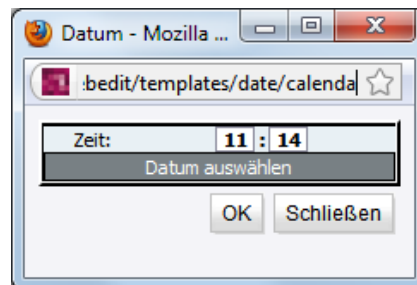 Datum - Mozilla ...
:bedit/templates/date/calenda
Zeit: 11 : 14
Datum auswählen
OK Schließen